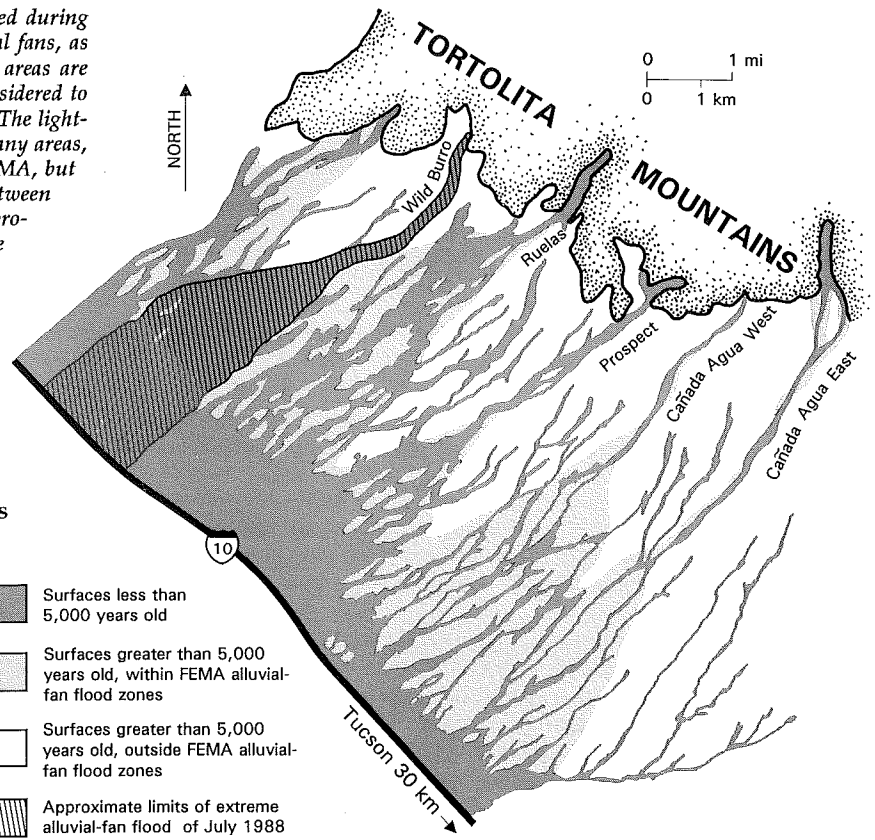 ed during
al fans, as
areas are
sidered to
The light-
any areas,
MA, but
tween
ero-
e
TORTOLITA
MOUNTAINS
0 1 mi
0 1 km
NORTH
Wild Burro
Ruelas
Prospect
Cañada Agua West
Cañada Agua East
10
Tucson 30 km
s
Surfaces less than
5,000 years old
Surfaces greater than 5,000
years old, within FEMA alluvial-
fan flood zones
Surfaces greater than 5,000
years old, outside FEMA alluvial-
fan flood zones
Approximate limits of extreme
alluvial-fan flood of July 1988